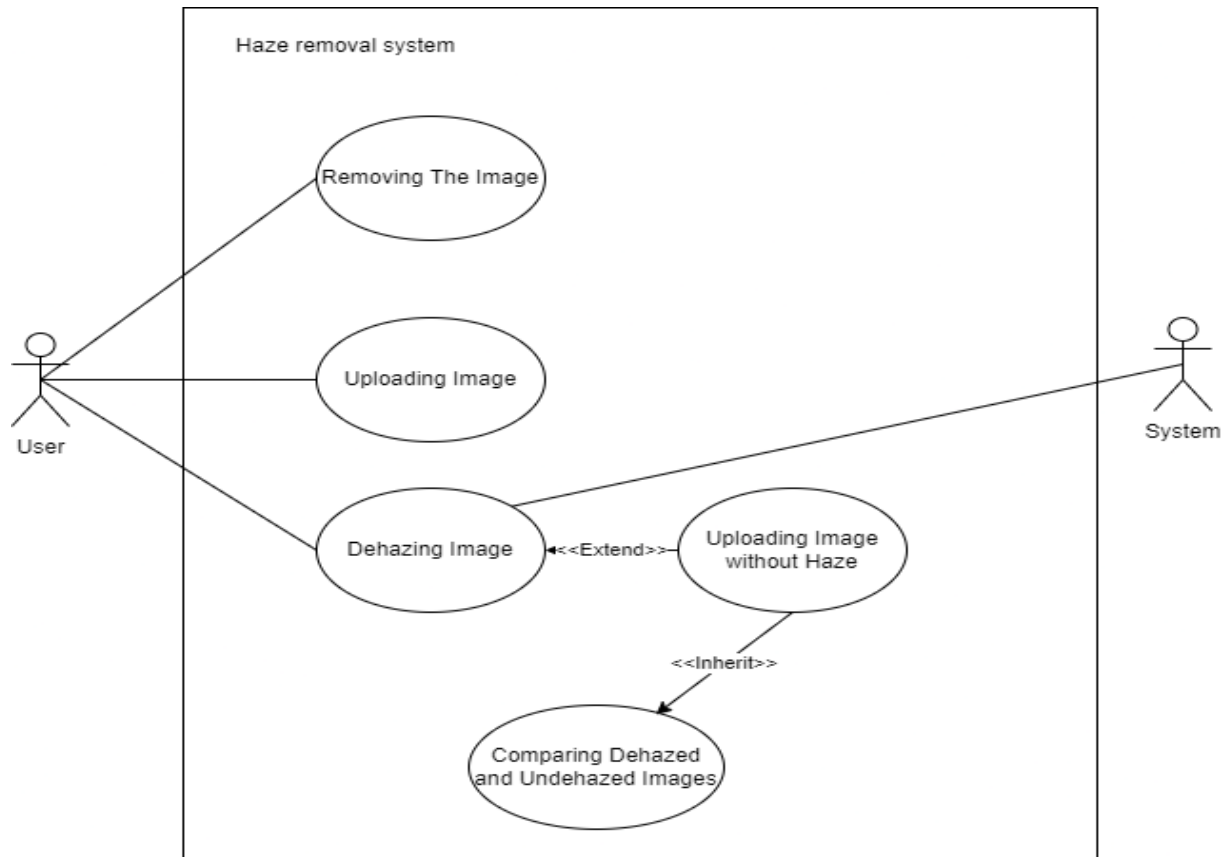 Haze removal system
Removing The Image
Uploading Image
User
System
Dehazing Image
<<Extend>>
Uploading Image
without Haze
<<Inherit>>
Comparing Dehazed
and Undehazed Images